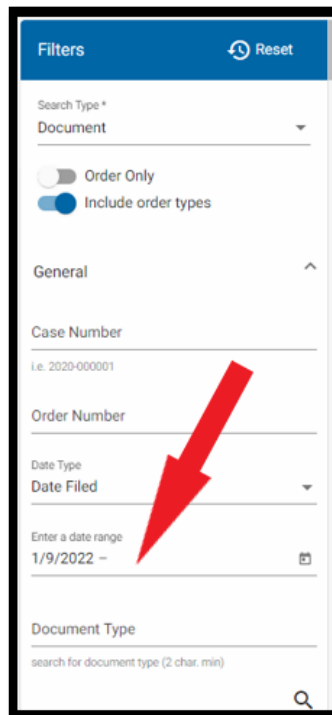 Filters
Reset
Search Type *
Document
Order Only
Include order types
General
Case Number
i.e. 2020-000001
Order Number
Date Type
Date Filed
Enter a date range
1/9/2022 –
Document Type
search for document type (2 char. min)